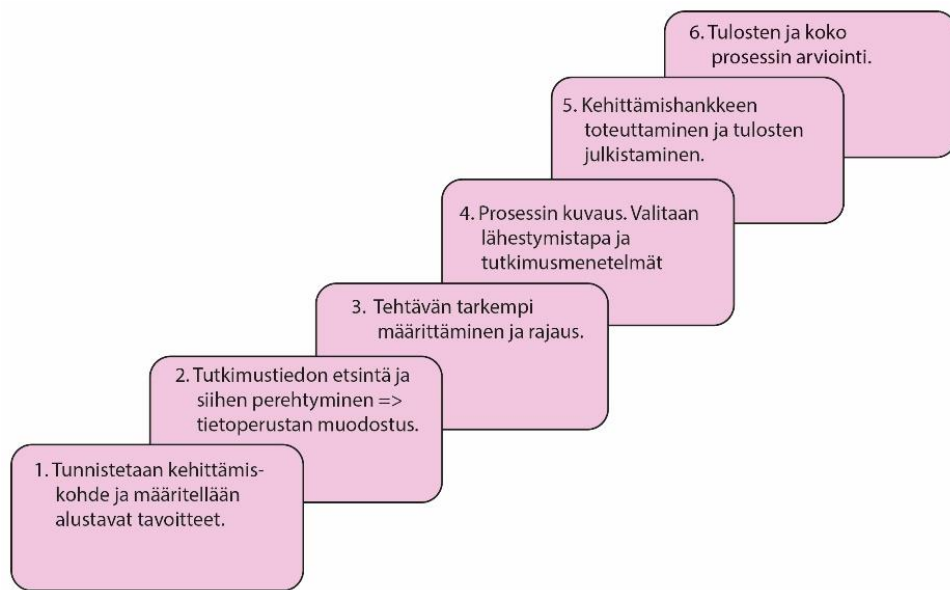 6. Tulosten ja koko
prosessin arviointi.
5. Kehittämishankkeen
toteuttaminen ja tulosten
julkistaminen.
4. Prosessin kuvaus. Valitaan
lähestymistapa ja
tutkimusmenetelmät
3. Tehtävän tarkempi
määrittäminen ja rajaus.
2. Tutkimustiedon etsintä ja
siihen perehtyminen =>
tietoperustan muodostus.
1. Tunnistetaan kehittämis-
kohde ja määritellään
alustavat tavoitteet.